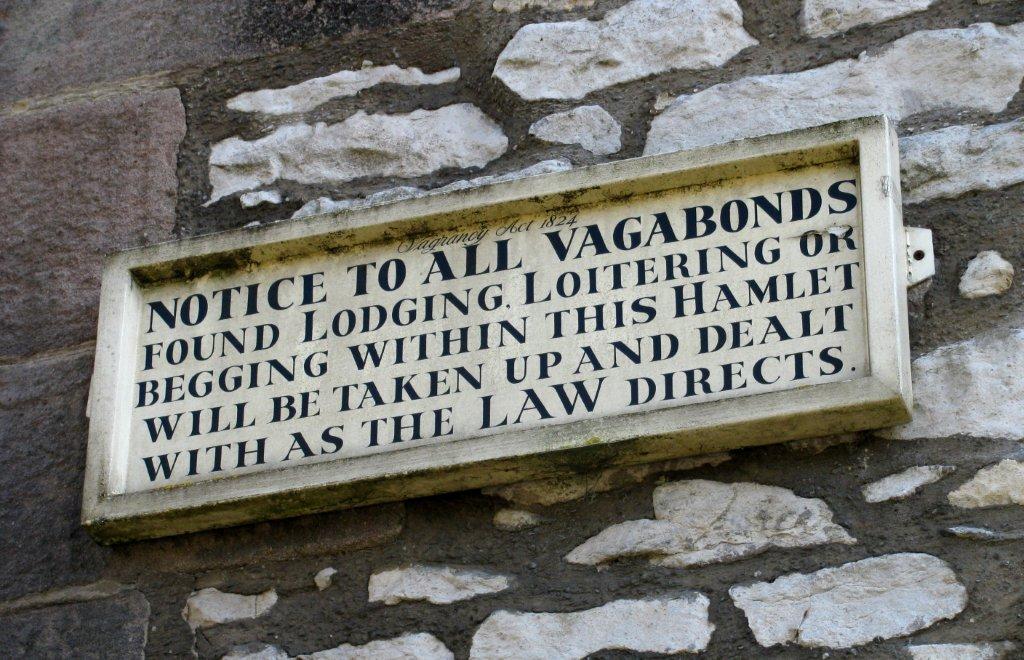 Vagrancy Act 1824
NOTICE TO ALL VAGABONDS
FOUND LODGING, LOITERING OR
BEGGING WITHIN THIS HAMLET
WILL BE TAKEN UP AND DEALT
WITH AS THE LAW DIRECTS.